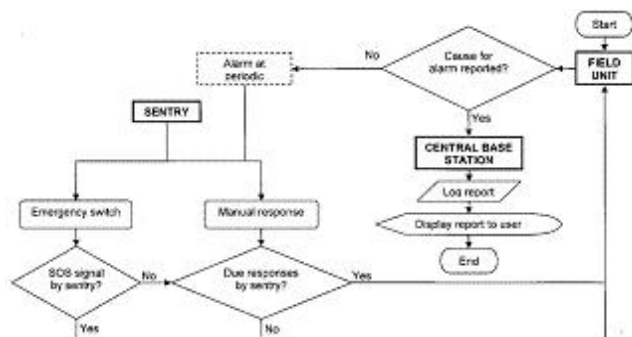 Start
No
Cause for
alarm reported?
FIELD
UNIT
Alarm at
periodic
SENTRY
Yes
CENTRAL BASE
STATION
Log report
Emergency switch
Manual response
Display report to user
SOS signal
by sentry?
No
Due responses
by sentry?
Yes
End
Yes
No